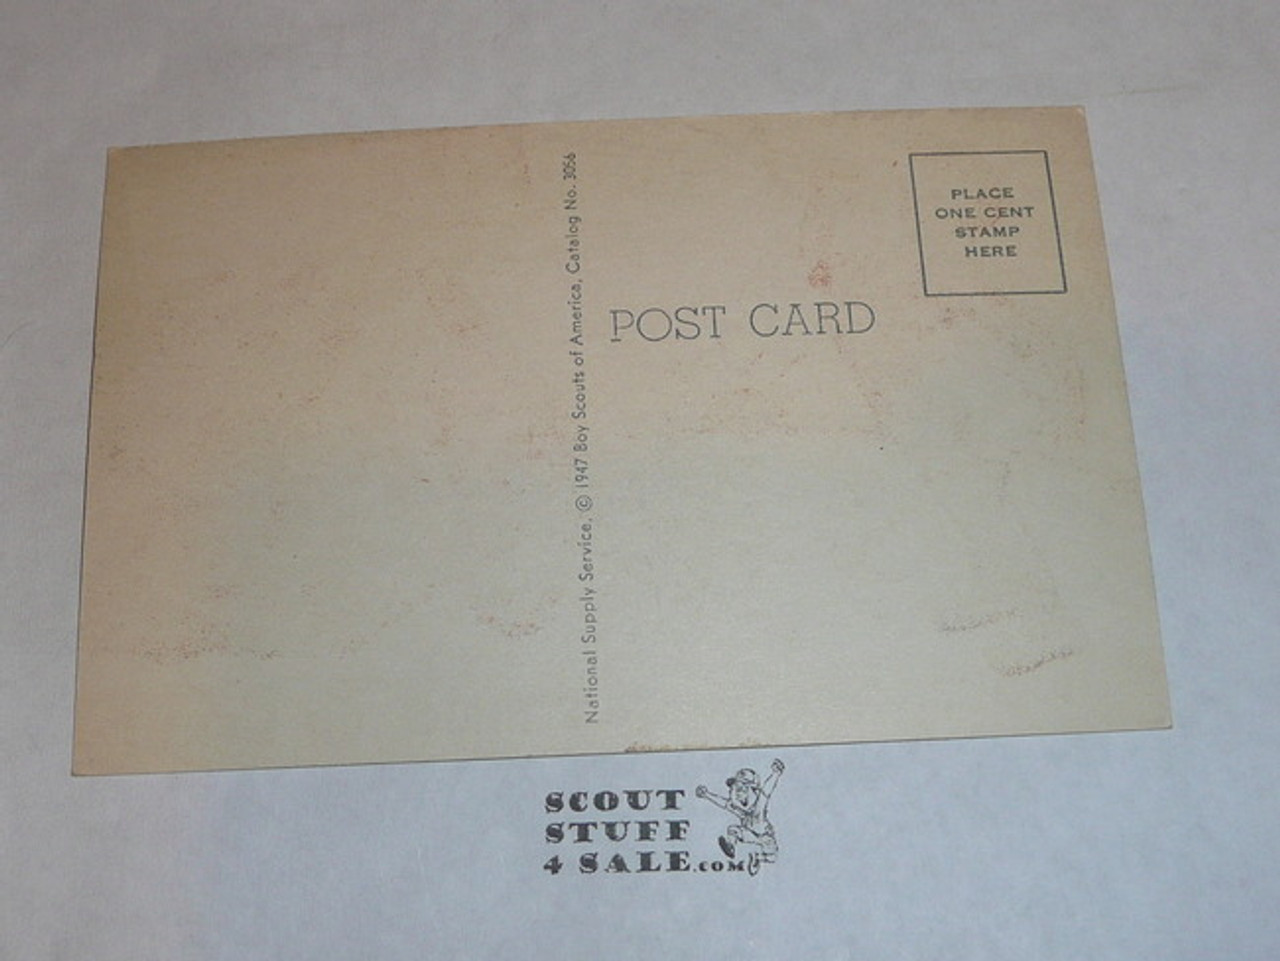 National Supply Service, © 1947 Boy Scouts of America, Catalog No. 3056
POST CARD
PLACE
ONE CENT
STAMP
HERE
SCOUT
STUFF
4 SALE.COM